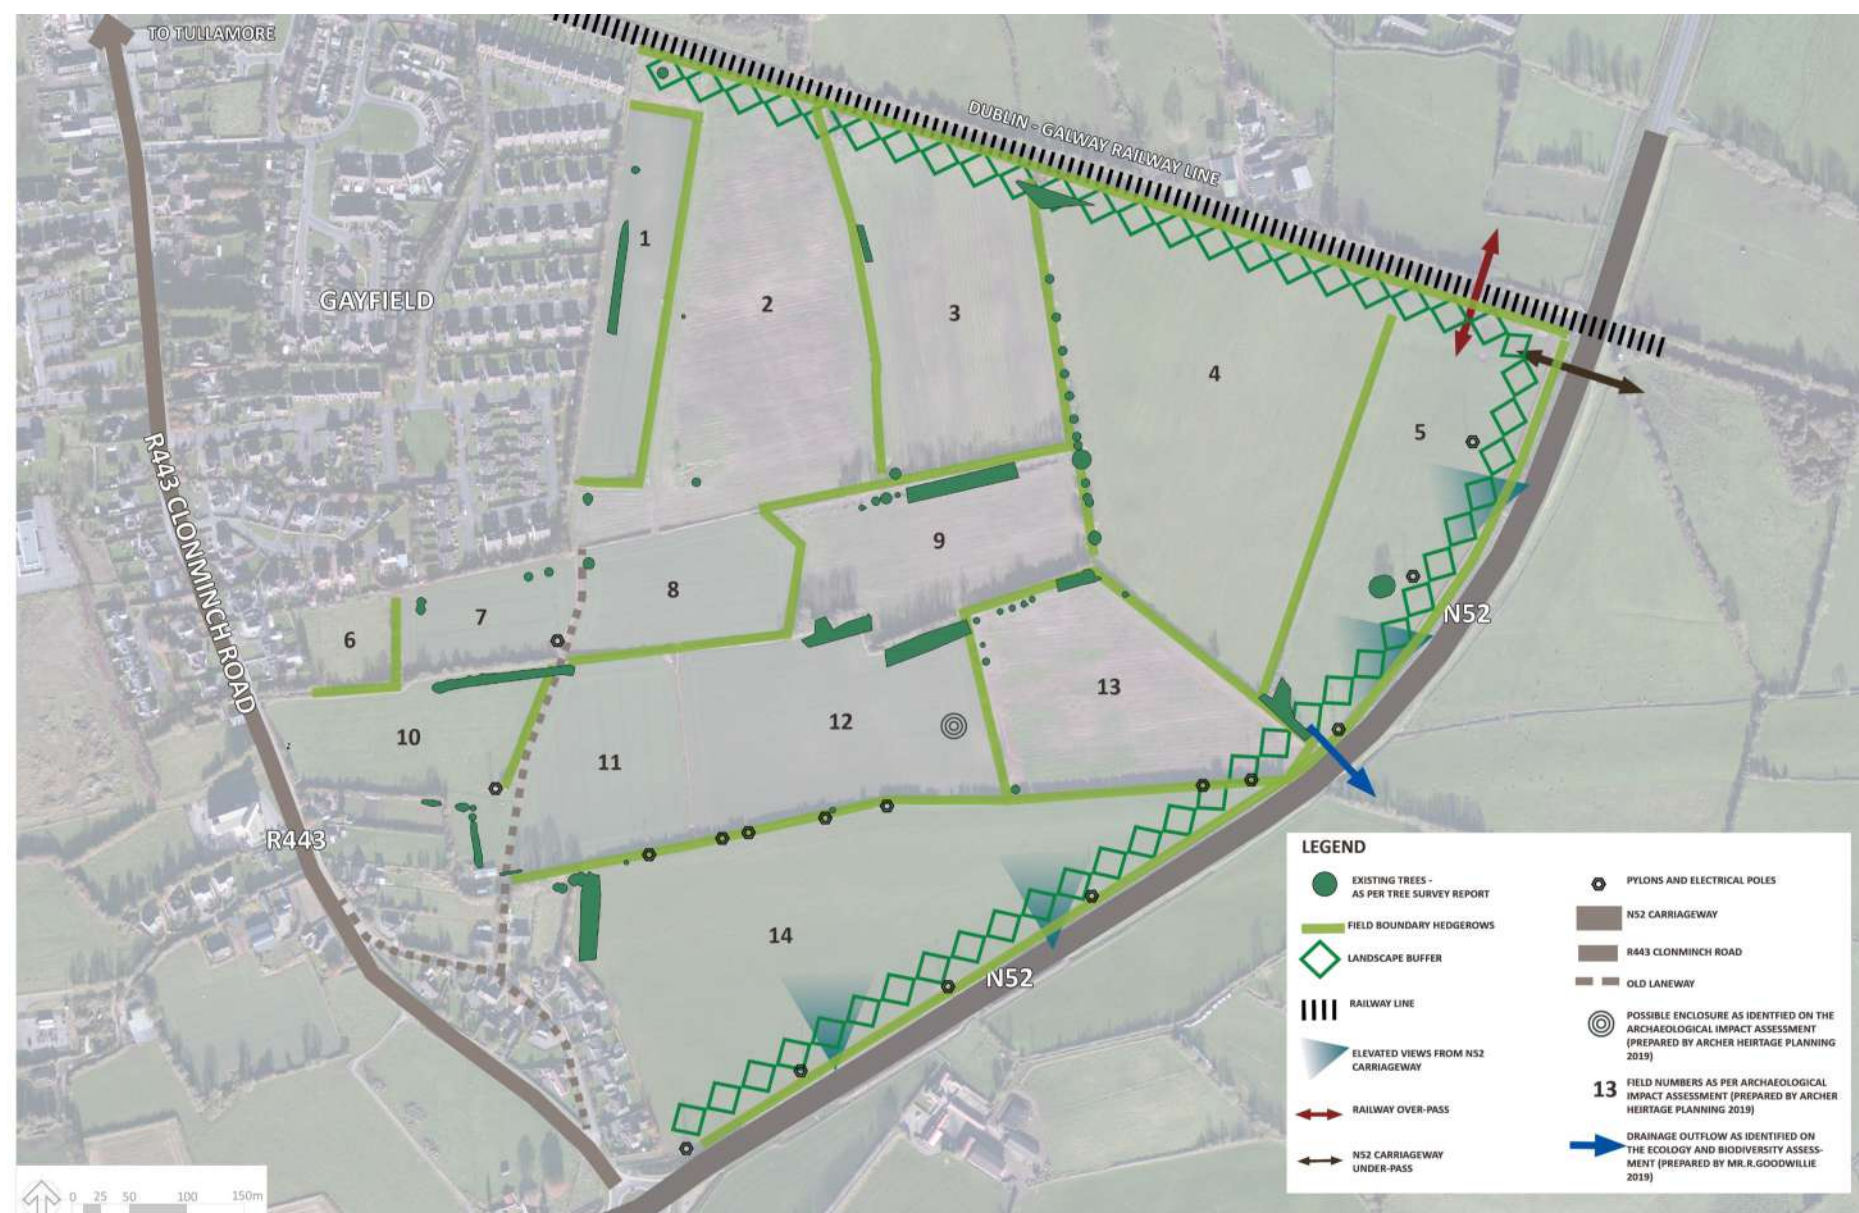 TO TULLAMORE
DUBLIN - GALWAY RAILWAY LINE
1
GAYFIELD
2
3
4
5
R443 CLONMINCH ROAD
9
8
7
6
N52
13
12
10
11
R443
14
N52
LEGEND
EXISTING TREES -
AS PER TREE SURVEY REPORT
FIELD BOUNDARY HEDGEROWS
LANDSCAPE BUFFER
RAILWAY LINE
ELEVATED VIEWS FROM N52
CARRIAGEWAY
RAILWAY OVER-PASS
N52 CARRIAGEWAY
UNDER-PASS
PYLONS AND ELECTRICAL POLES
N52 CARRIAGEWAY
R443 CLONMINCH ROAD
OLD LANEWAY
POSSIBLE ENCLOSURE AS IDENTFIED ON THE
ARCHAEOLOGICAL IMPACT ASSESSMENT
(PREPARED BY ARCHER HEIRTAGE PLANNING
2019)
13
FIELD NUMBERS AS PER ARCHAEOLOGICAL
IMPACT ASSESSMENT (PREPARED BY ARCHER
HEIRTAGE PLANNING 2019)
DRAINAGE OUTFLOW AS IDENTIFIED ON
THE ECOLOGY AND BIODIVERSITY ASSESS-
MENT (PREPARED BY MR.R.GOODWILLIE
2019)
0 25 50 100 150m